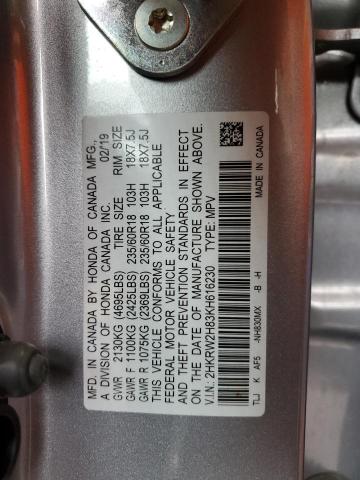 MFD. IN CANADA BY HONDA OF CANADA MFG.,
A DIVISION OF HONDA CANADA INC. 02/19
GVWR 2130KG (4695LBS) TIRE SIZE RIM SIZE
GAWR F 1100KG (2425LBS) 235/60R18 103H 18X7.5J
GAWR R 1075KG (2369LBS) 235/60R18 103H 18X7.5J
THIS VEHICLE CONFORMS TO ALL APPLICABLE
FEDERAL MOTOR VEHICLE SAFETY
AND THEFT PREVENTION STANDARDS IN EFFECT
ON THE DATE OF MANUFACTURE SHOWN ABOVE.
V.I.N: 2HKRW2H83KH616230 TYPE: MPV
TLJ K AF5 -NH830MX -B -H MADE IN CANADA